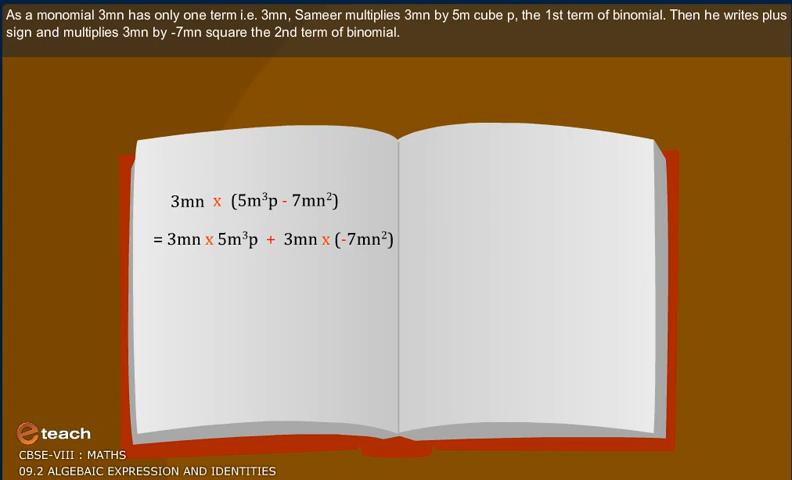 As a monomial 3mn has only one term i.e. 3mn, Sameer multiplies 3mn by 5m cube p, the 1st term of binomial. Then he writes plus
sign and multiplies 3mn by -7mn square the 2nd term of binomial.
3mn x (5m³p - 7mn²)
= 3mn x 5m³p + 3mn x (-7mn²)
e teach
CBSE-VIII : MATHS
09.2 ALGEBAIC EXPRESSION AND IDENTITIES